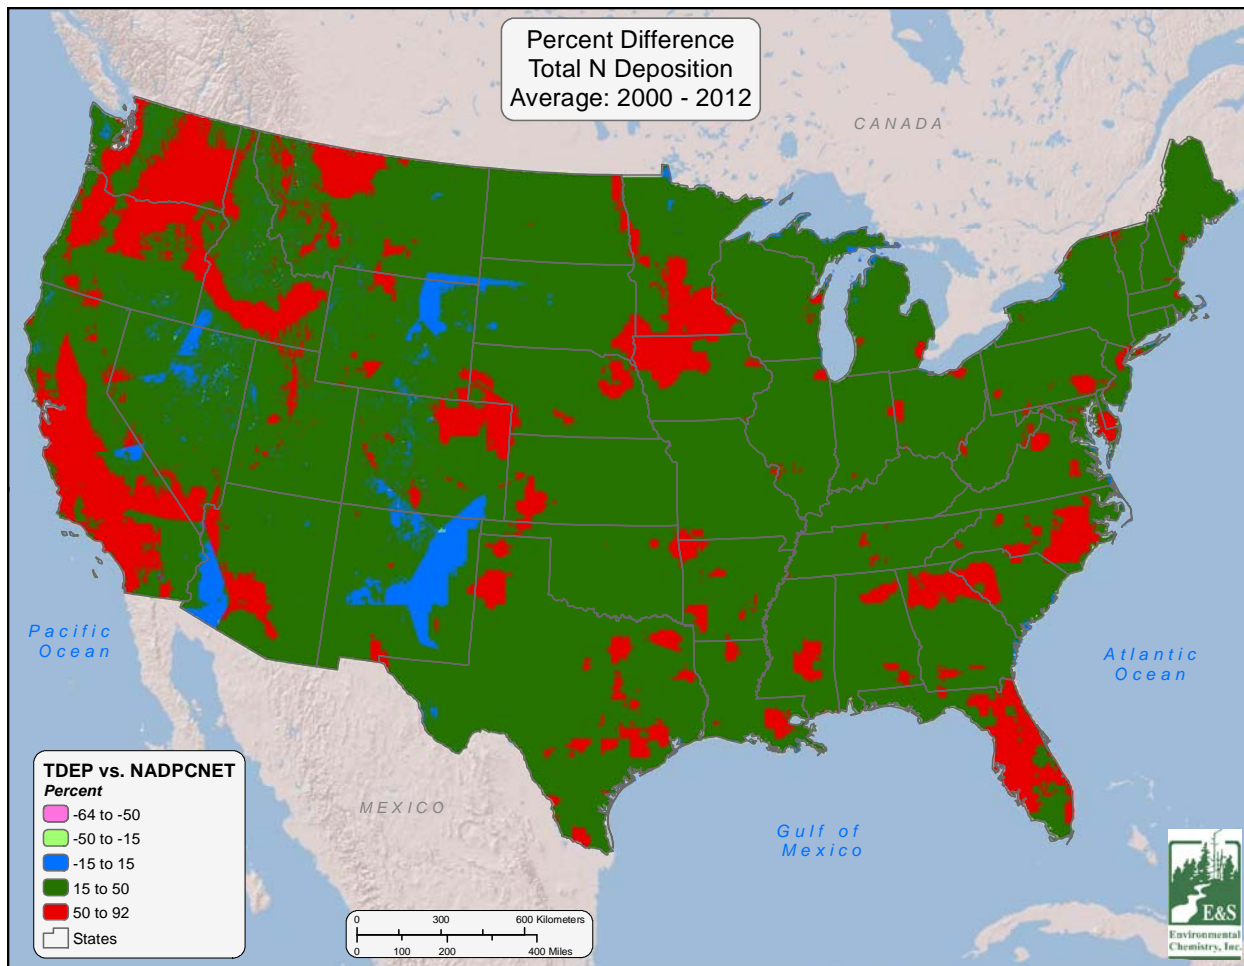 Percent Difference
Total N Deposition
Average: 2000 - 2012
CANADA
Pacific
Ocean
Atlantic
Ocean
MEXICO
Gulf of
Mexico
TDEP vs. NADPCNET
Percent
-64 to -50
-50 to -15
-15 to 15
15 to 50
50 to 92
States
0 300 600 Kilometers
0 100 200 400 Miles
E&S
Environmental
Chemistry, Inc.